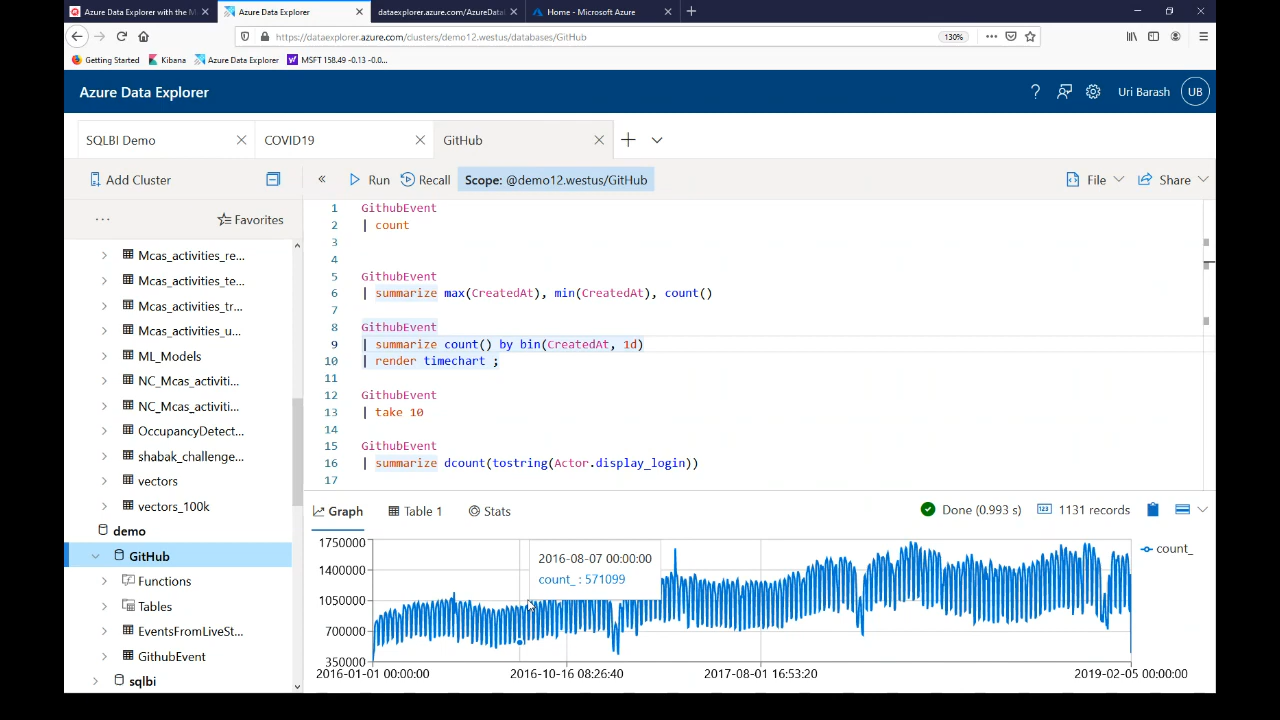 Azure Data Explorer with the M
Azure Data Explorer
dataexplorer.azure.com/AzureData
Home - Microsoft Azure
https://dataexplorer.azure.com/clusters/demo12.westus/databases/GitHub
130%
Getting Started
Kibana
Azure Data Explorer
MSFT 158.49 -0.13 -0.0...
Azure Data Explorer
?
Uri Barash
UB
SQLBI Demo
COVID19
GitHub
Add Cluster
Run
Recall
Scope: @demo12.westus/GitHub
File
Share
Favorites
Mcas_activities_re...
Mcas_activities_te...
Mcas_activities_tr...
Mcas_activities_u...
ML_Models
NC_Mcas_activiti...
NC_Mcas_activiti...
OccupancyDetect...
shabak_challenge...
vectors
vectors_100k
demo
GitHub
Functions
Tables
EventsFromLiveSt...
GithubEvent
sqlbi
1 GithubEvent
2 | count
3
4
5 GithubEvent
6 | summarize max(CreatedAt), min(CreatedAt), count()
7
8 GithubEvent
9 | summarize count() by bin(CreatedAt, 1d)
10 | render timechart ;
11
12 GithubEvent
13 | take 10
14
15 GithubEvent
16 | summarize dcount(tostring(Actor.display_login))
17
Graph
Table 1
Stats
Done (0.993 s)
123
1131 records
1750000
1400000
1050000
700000
350000
2016-08-07 00:00:00
count_ : 571099
count_
2016-01-01 00:00:00
2016-10-16 08:26:40
2017-08-01 16:53:20
2019-02-05 00:00:00